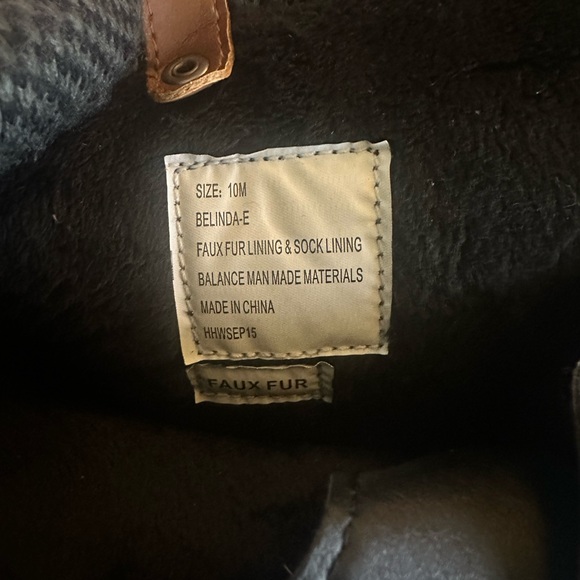 SIZE: 10M
BELINDA-E
FAUX FUR LINING & SOCK LINING
BALANCE MAN MADE MATERIALS
MADE IN CHINA
HHWSEP15
FAUX FUR